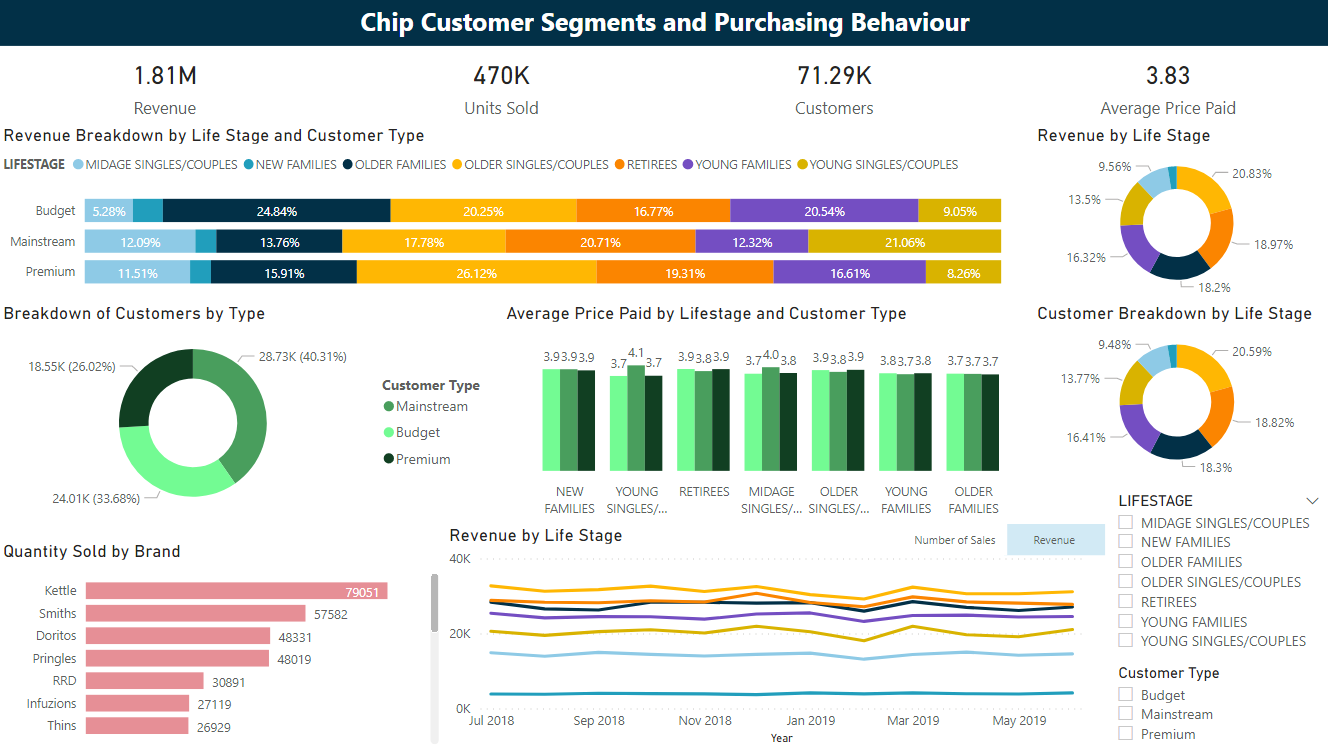 Chip Customer Segments and Purchasing Behaviour
1.81M
Revenue
470K
Units Sold
71.29K
Customers
3.83
Average Price Paid
Revenue Breakdown by Life Stage and Customer Type
LIFESTAGE MIDAGE SINGLES/COUPLES NEW FAMILIES OLDER FAMILIES OLDER SINGLES/COUPLES RETIREES YOUNG FAMILIES YOUNG SINGLES/COUPLES
Budget 5.28% 24.84% 20.25% 16.77% 20.54% 9.05%
Mainstream 12.09% 13.76% 17.78% 20.71% 12.32% 21.06%
Premium 11.51% 15.91% 26.12% 19.31% 16.61% 8.26%
Revenue by Life Stage
9.56%
20.83%
13.5%
18.97%
16.32%
18.2%
Breakdown of Customers by Type
18.55K (26.02%)
28.73K (40.31%)
24.01K (33.68%)
Customer Type
Mainstream
Budget
Premium
Average Price Paid by Lifestage and Customer Type
3.9 3.9 3.9 3.7 4.1 3.7 3.9 3.8 3.9 3.7 4.0 3.8 3.9 3.8 3.9 3.8 3.7 3.8 3.7 3.7 3.7
NEW FAMILIES
YOUNG SINGLES/...
RETIREES
MIDAGE SINGLES/...
OLDER SINGLES/...
YOUNG FAMILIES
OLDER FAMILIES
Customer Breakdown by Life Stage
9.48%
20.59%
13.77%
18.82%
16.41%
18.3%
Quantity Sold by Brand
Kettle 79051
Smiths 57582
Doritos 48331
Pringles 48019
RRD 30891
Infuzions 27119
Thins 26929
Revenue by Life Stage
Number of Sales Revenue
40K
20K
0K
Jul 2018 Sep 2018 Nov 2018 Jan 2019 Mar 2019 May 2019
Year
LIFESTAGE
MIDAGE SINGLES/COUPLES
NEW FAMILIES
OLDER FAMILIES
OLDER SINGLES/COUPLES
RETIREES
YOUNG FAMILIES
YOUNG SINGLES/COUPLES
Customer Type
Budget
Mainstream
Premium